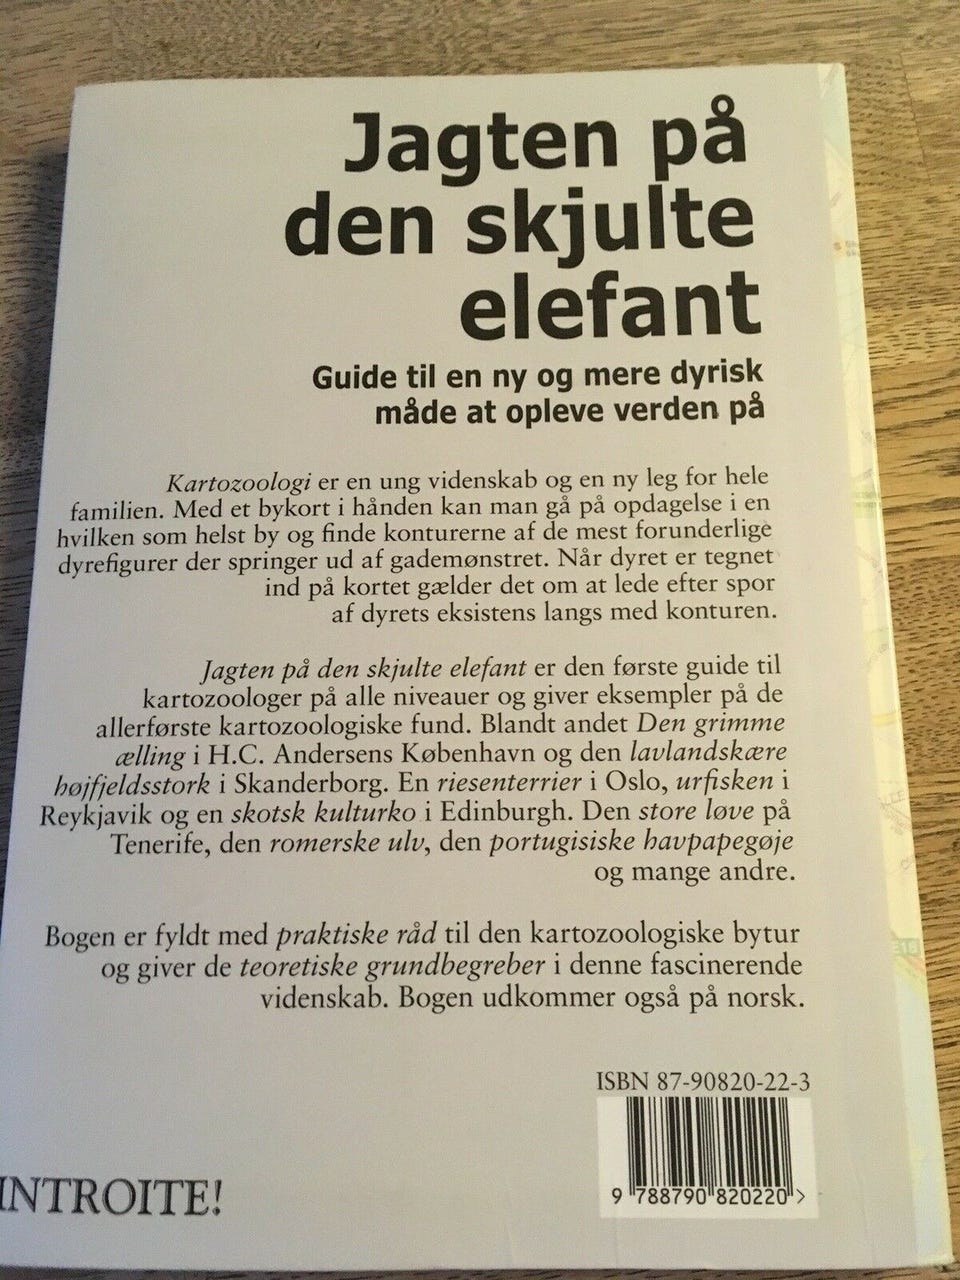 Jagten på
den skjulte
elefant
Guide til en ny og mere dyrisk
måde at opleve verden på
Kartozoologi er en ung videnskab og en ny leg for hele
familien. Med et bykort i hånden kan man gå på opdagelse i en
hvilken som helst by og finde konturerne af de mest forunderlige
dyrefigurer der springer ud af gademønstret. Når dyret er tegnet
ind på kortet gælder det om at lede efter spor
af dyrets eksistens langs med konturen.
Jagten på den skjulte elefant er den første guide til
kartozoologer på alle niveauer og giver eksempler på de
allerførste kartozoologiske fund. Blandt andet Den grimme
ælling i H.C. Andersens København og den lavlandskære
højfjeldsstork i Skanderborg. En riesenterrier i Oslo, urfisken i
Reykjavik og en skotsk kulturko i Edinburgh. Den store løve på
Tenerife, den romerske ulv, den portugisiske havpapegøje
og mange andre.
Bogen er fyldt med praktiske råd til den kartozoologiske bytur
og giver de teoretiske grundbegreber i denne fascinerende
videnskab. Bogen udkommer også på norsk.
ISBN 87-90820-22-3
9 788790 820220 >
INTROITE!